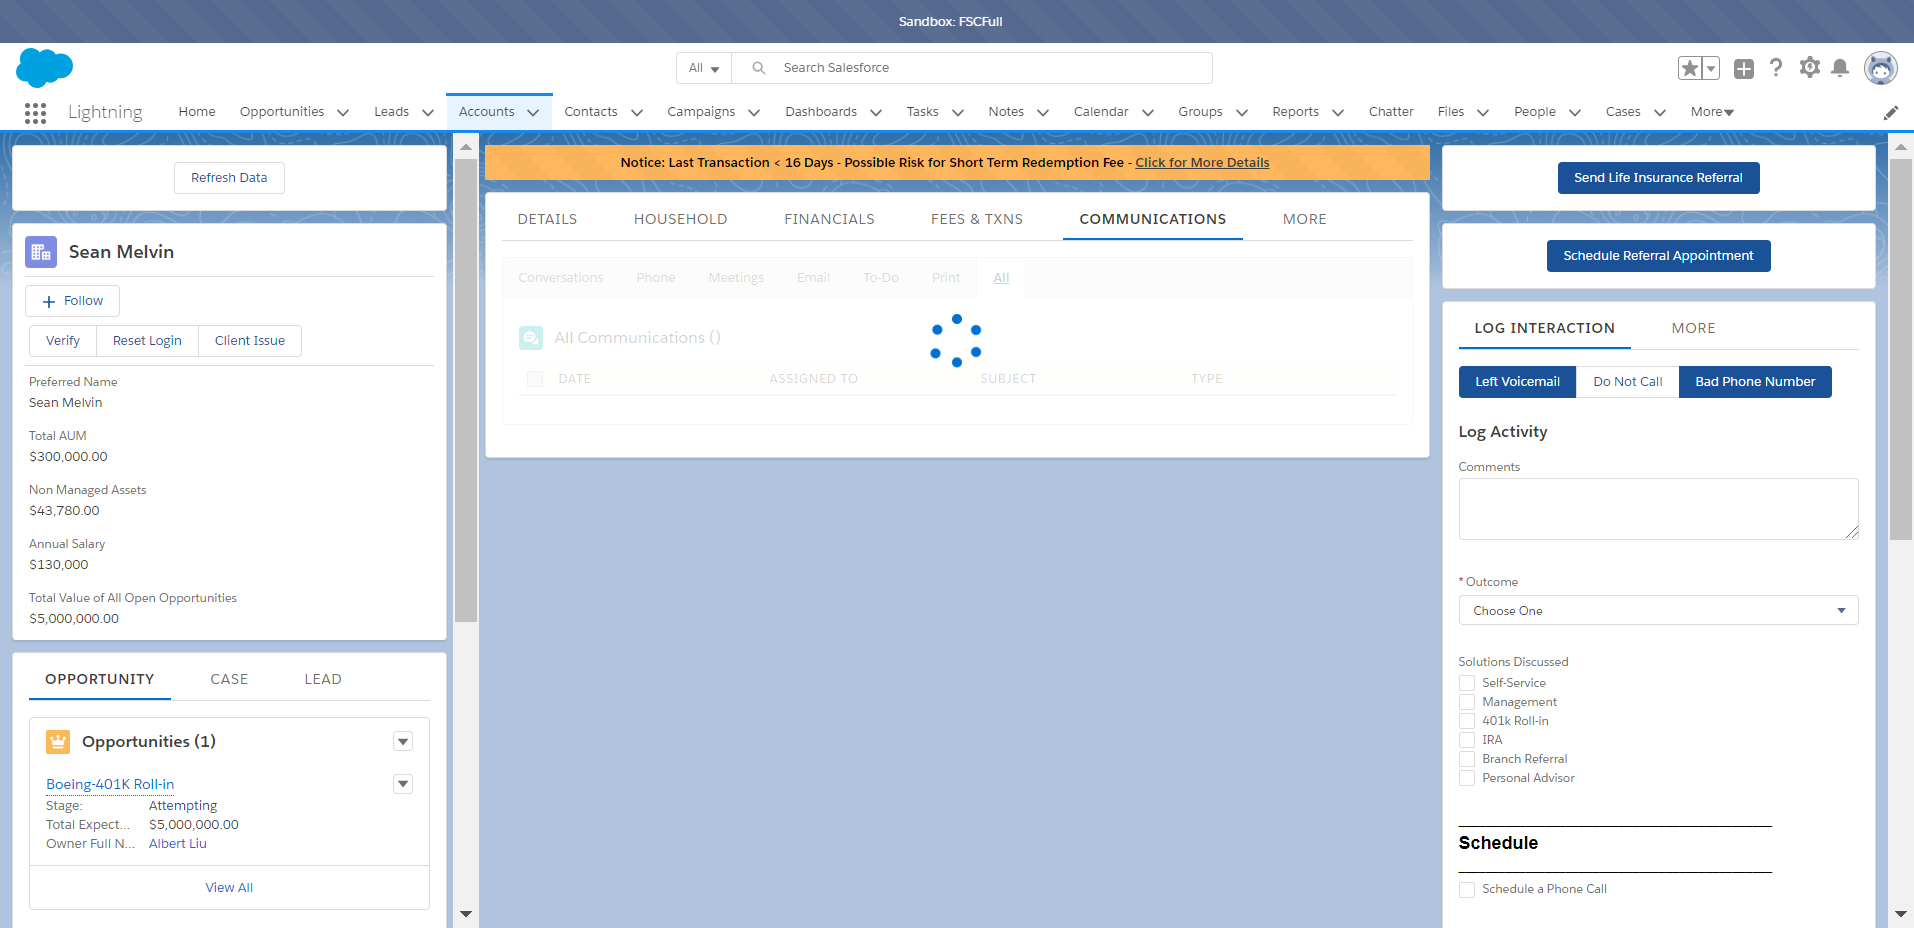 Sandbox: FSCFull
All
Search Salesforce
Lightning
Home Opportunities Leads Accounts Contacts Campaigns Dashboards Tasks Notes Calendar Groups Reports Chatter Files People Cases More
Refresh Data
Sean Melvin
Follow
Verify Reset Login Client Issue
Preferred Name
Sean Melvin
Total AUM
$300,000.00
Non Managed Assets
$43,780.00
Annual Salary
$130,000
Total Value of All Open Opportunities
$5,000,000.00
OPPORTUNITY CASE LEAD
Opportunities (1)
Boeing-401K Roll-in
Stage: Attempting
Total Expect... $5,000,000.00
Owner Full N... Albert Liu
View All
Notice: Last Transaction < 16 Days - Possible Risk for Short Term Redemption Fee - Click for More Details
DETAILS HOUSEHOLD FINANCIALS FEES & TXNS COMMUNICATIONS MORE
Conversations Phone Meetings Email To-Do Print All
All Communications ()
DATE ASSIGNED TO SUBJECT TYPE
Send Life Insurance Referral
Schedule Referral Appointment
LOG INTERACTION MORE
Left Voicemail Do Not Call Bad Phone Number
Log Activity
Comments
* Outcome
Choose One
Solutions Discussed
Self-Service
Management
401k Roll-in
IRA
Branch Referral
Personal Advisor
Schedule
Schedule a Phone Call